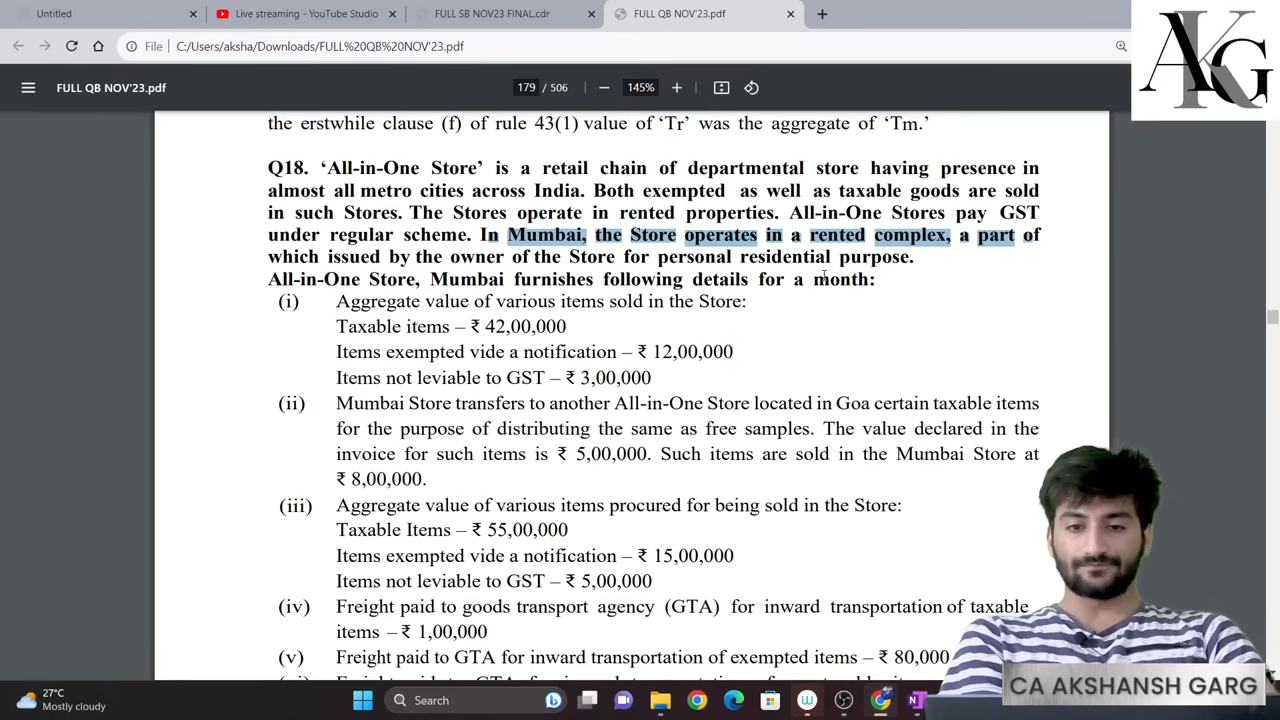 Untitled
Live streaming - YouTube Studio
FULL SB NOV23 FINAL.cdr
FULL QB NOV'23.pdf
File
C:/Users/aksha/Downloads/FULL%20QB%20NOV'23.pdf
AKG
FULL QB NOV'23.pdf
179 / 506
145%
the erstwhile clause (f) of rule 43(1) value of ‘Tr’ was the aggregate of ‘Tm.’
Q18. ‘All-in-One Store’ is a retail chain of departmental store having presence in
almost all metro cities across India. Both exempted as well as taxable goods are sold
in such Stores. The Stores operate in rented properties. All-in-One Stores pay GST
under regular scheme. In Mumbai, the Store operates in a rented complex, a part of
which issued by the owner of the Store for personal residential purpose.
All-in-One Store, Mumbai furnishes following details for a month:
(i) Aggregate value of various items sold in the Store:
Taxable items – ₹ 42,00,000
Items exempted vide a notification – ₹ 12,00,000
Items not leviable to GST – ₹ 3,00,000
(ii) Mumbai Store transfers to another All-in-One Store located in Goa certain taxable items
for the purpose of distributing the same as free samples. The value declared in the
invoice for such items is ₹ 5,00,000. Such items are sold in the Mumbai Store at
₹ 8,00,000.
(iii) Aggregate value of various items procured for being sold in the Store:
Taxable Items – ₹ 55,00,000
Items exempted vide a notification – ₹ 15,00,000
Items not leviable to GST – ₹ 5,00,000
(iv) Freight paid to goods transport agency (GTA) for inward transportation of taxable
items – ₹ 1,00,000
(v) Freight paid to GTA for inward transportation of exempted items – ₹ 80,000
CA AKSHANSH GARG
27°C
Mostly cloudy
Search